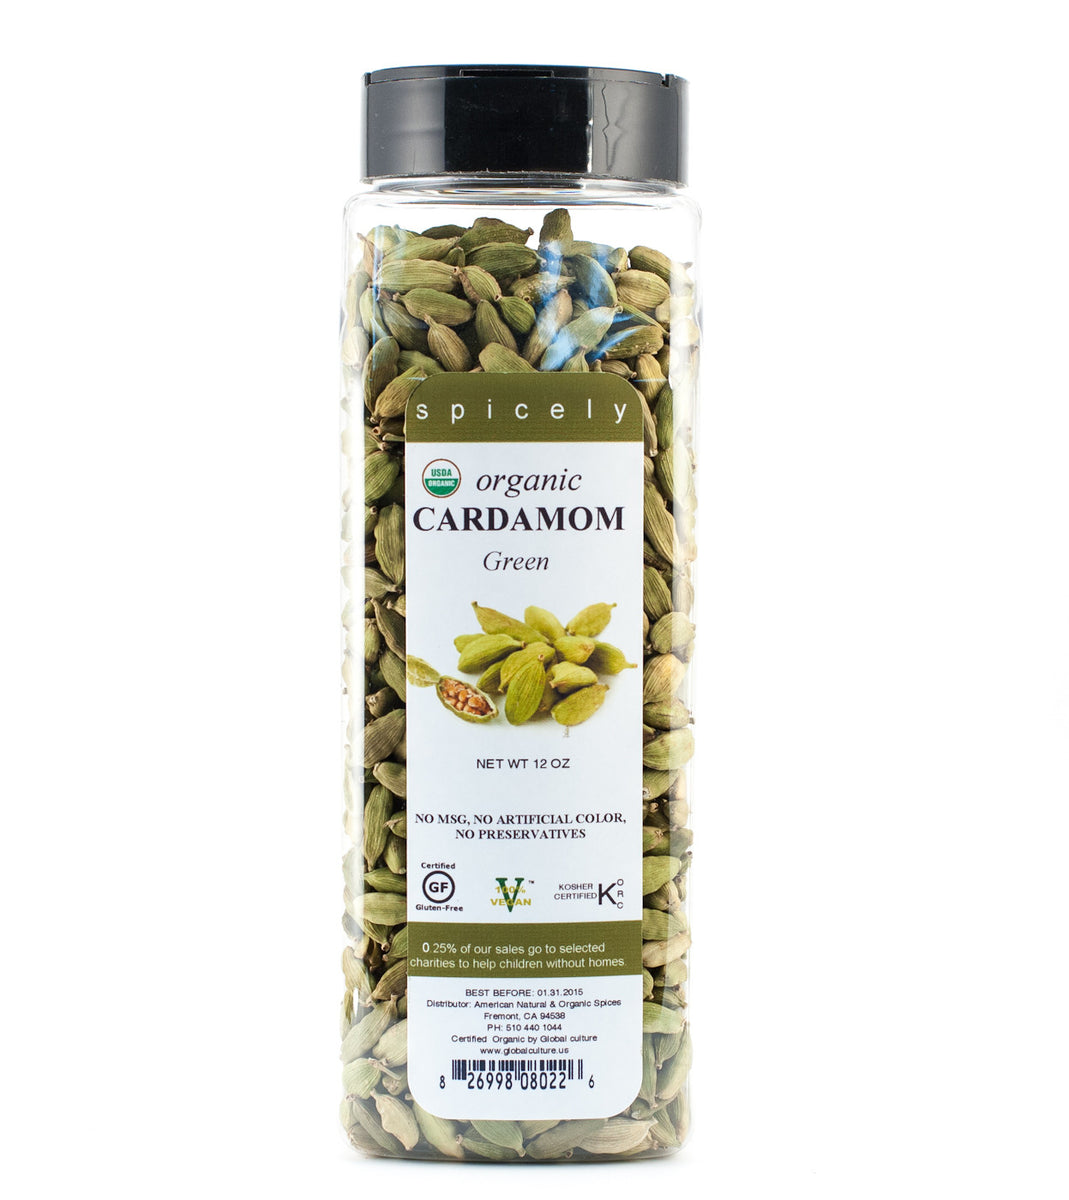 spicely
USDA
ORGANIC
organic
CARDAMOM
Green
NET WT 12 OZ
NO MSG, NO ARTIFICIAL COLOR,
NO PRESERVATIVES
Certified
GF
Gluten-Free
100%
V™
VEGAN
KOSHER
CERTIFIED
K
ORC
0.25% of our sales go to selected
charities to help children without homes.
BEST BEFORE: 01.31.2015
Distributor: American Natural & Organic Spices
Fremont, CA 94538
PH: 510 440 1044
Certified Organic by Global culture
www.globalculture.us
8 26998 08022 6